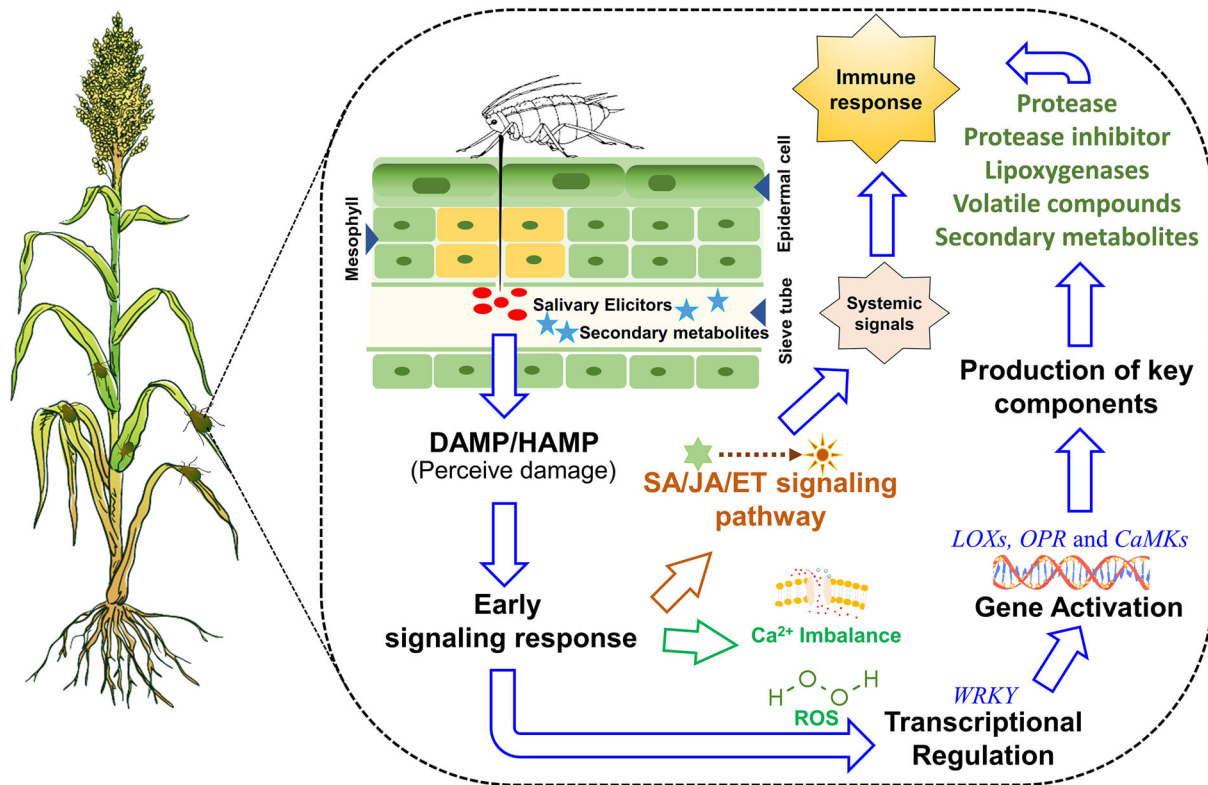 Immune
response
Protease
Protease inhibitor
Lipoxygenases
Volatile compounds
Secondary metabolites
Mesophyll
Epidermal cell
Sieve tube
Salivary Elicitors
Secondary metabolites
Systemic
signals
DAMP/HAMP
(Perceive damage)
Production of key
components
SA/JA/ET signaling
pathway
LOXs, OPR and CaMKs
Gene Activation
Early
signaling response
Ca²⁺ Imbalance
H O O H
ROS
WRKY
Transcriptional
Regulation